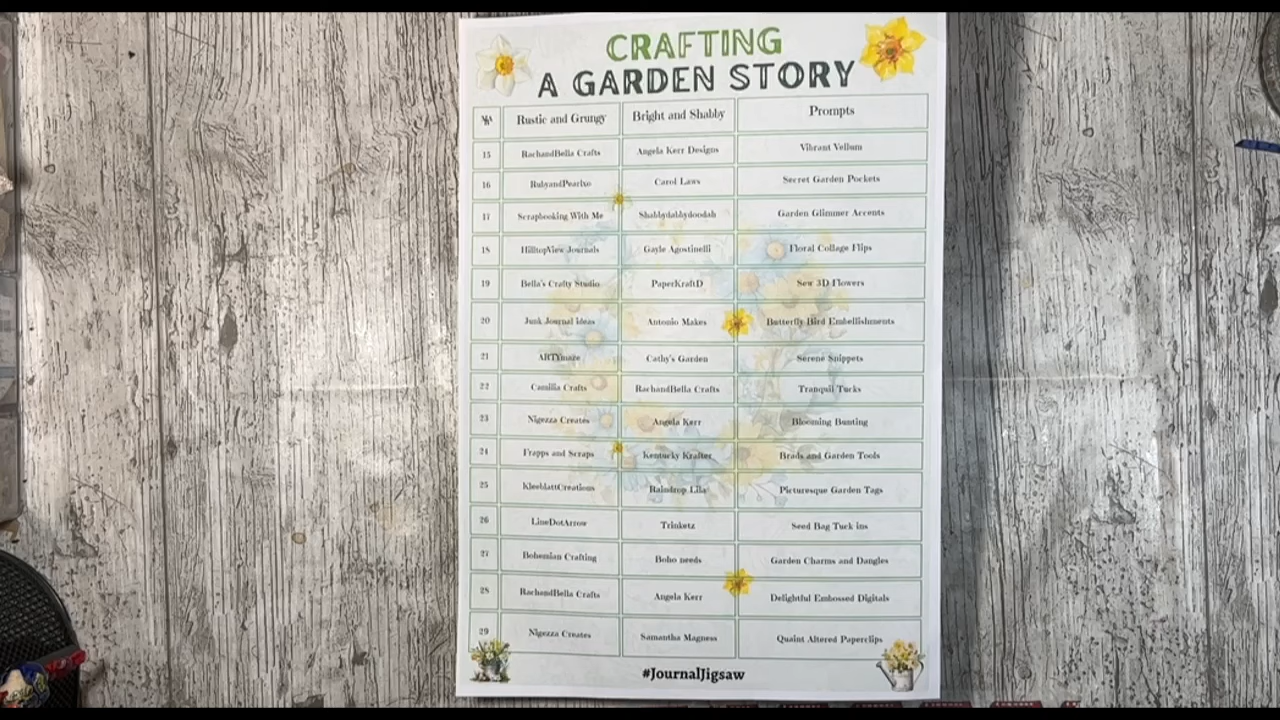 CRAFTING
A GARDEN STORY
Rustic and Grungy Bright and Shabby Prompts
15 RachandBella Crafts Angela Kerr Designs Vibrant Vellum
16 RubyandPearlxo Carol Laws Secret Garden Pockets
17 Scrapbooking With Me Shabbydabbydoodah Garden Glimmer Accents
18 HilltopView Journals Gayle Agostinelli Floral Collage Flips
19 Bella's Crafty Studio PaperKraftD Sew 3D Flowers
20 Junk Journal Ideas Antonio Makes Butterfly Bird Embellishments
21 ARTYmaze Cathy's Garden Serene Snippets
22 Camilla Crafts RachandBella Crafts Tranquil Tucks
23 Nigezza Creates Angela Kerr Blooming Bunting
24 Frapps and Scraps Kentucky Krafter Brads and Garden Tools
25 KleeblattCreations Raindrop Lila Picturesque Garden Tags
26 LineDotArrow Trinketz Seed Bag Tuck ins
27 Bohemian Crafting Boho needs Garden Charms and Dangles
28 RachandBella Crafts Angela Kerr Delightful Embossed Digitals
29 Nigezza Creates Samantha Magness Quaint Altered Paperclips
#JournalJigsaw